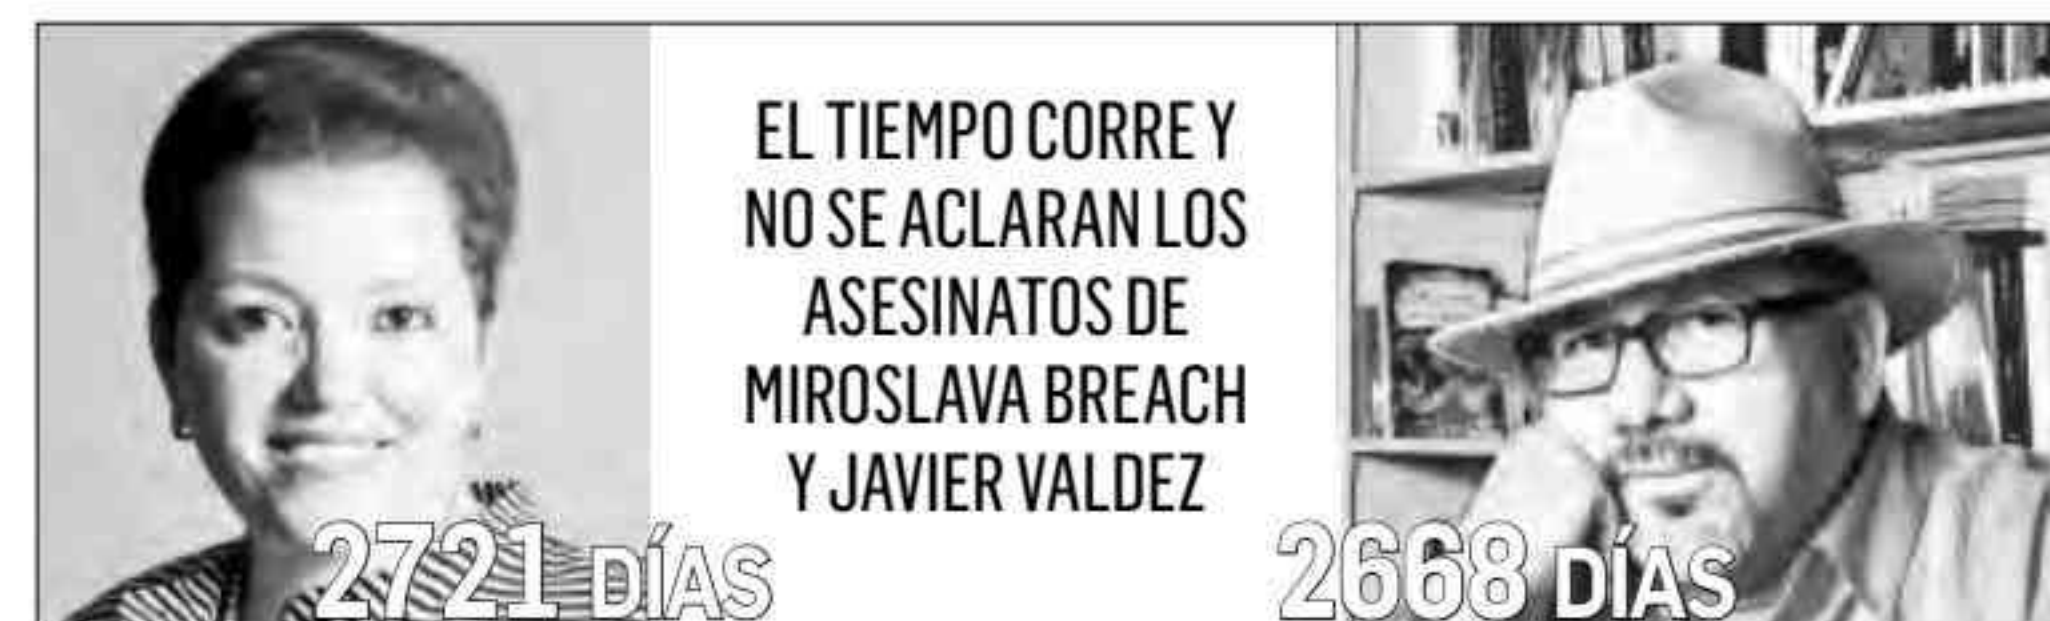 EL TIEMPO CORRE Y
NO SE ACLARAN LOS
ASESINATOS DE
MIROSLAVA BREACH
Y JAVIER VALDEZ
2721 DÍAS
2668 DÍAS